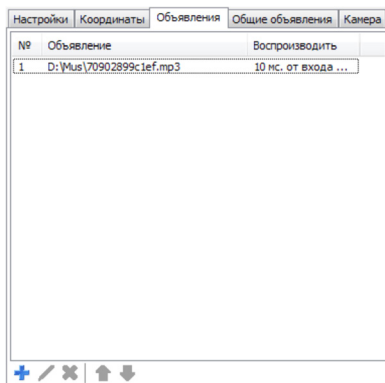 Настройки Координаты Объявления Общие объявления Камера
№ Объявление Воспроизводить
1 D:\Mus\70902899c1ef.mp3 10 мс. от входа ...